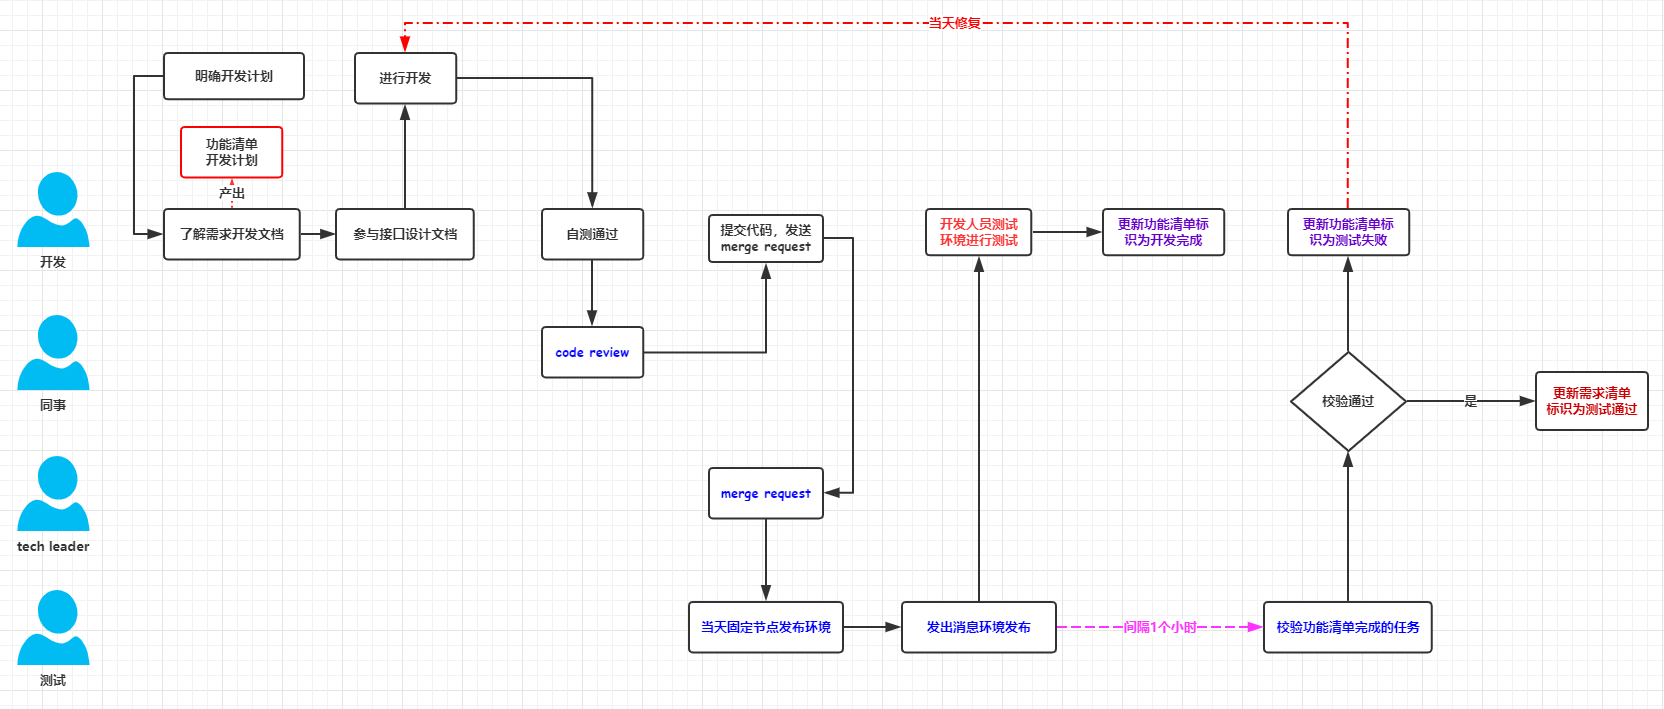 当天修复
明确开发计划
进行开发
功能清单
开发计划
产出
了解需求开发文档
参与接口设计文档
自测通过
提交代码，发送
merge request
开发人员测试
环境进行测试
更新功能清单标
识为开发完成
更新功能清单标
识为测试失败
开发
code review
校验通过
是
更新需求清单
标识为测试通过
同事
merge request
tech leader
当天固定节点发布环境
发出消息环境发布
间隔1个小时
校验功能清单完成的任务
测试